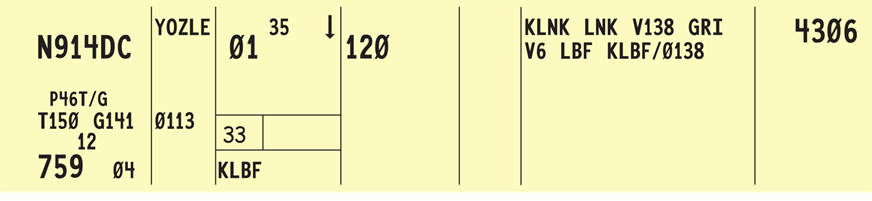 N914DC
P46T/G
T15Ø G141
12
759 Ø4
YOZLE
Ø113
Ø1 35 ↓
33
KLBF
12Ø
KLNK LNK V138 GRI
V6 LBF KLBF/Ø138
43Ø6